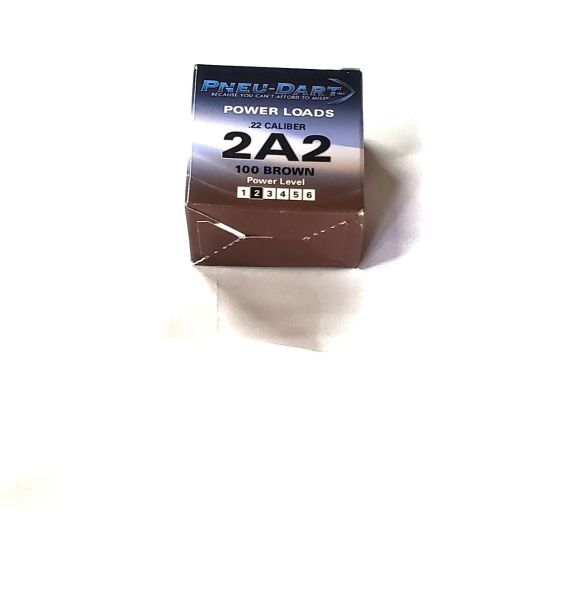 PNEU-DART
BECAUSE YOU CAN'T AFFORD TO MISS®
POWER LOADS
.22 CALIBER
2A2
100 BROWN
Power Level
1 2 3 4 5 6